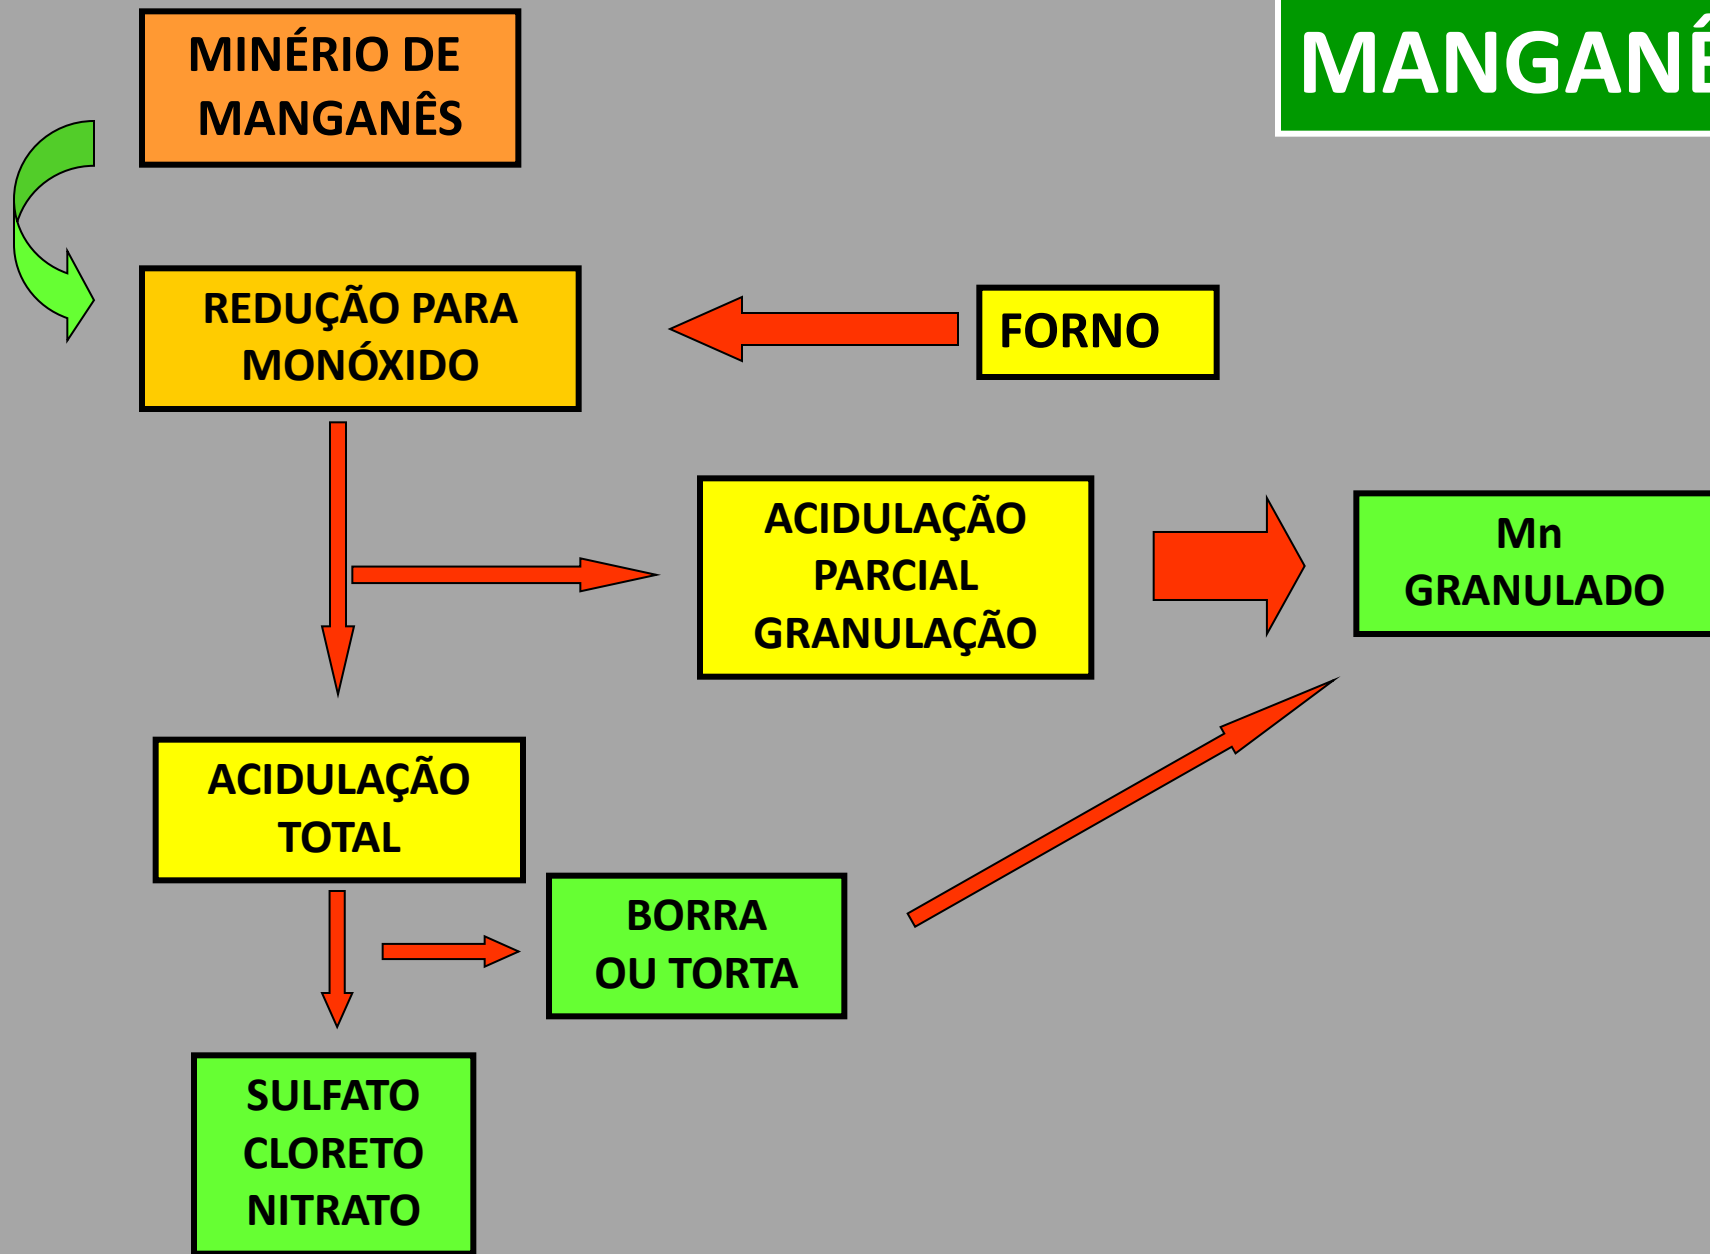 MINÉRIO DE
MANGANÊS
MANGANÊ
REDUÇÃO PARA
MONÓXIDO
FORNO
ACIDULAÇÃO
PARCIAL
GRANULAÇÃO
Mn
GRANULADO
ACIDULAÇÃO
TOTAL
BORRA
OU TORTA
SULFATO
CLORETO
NITRATO